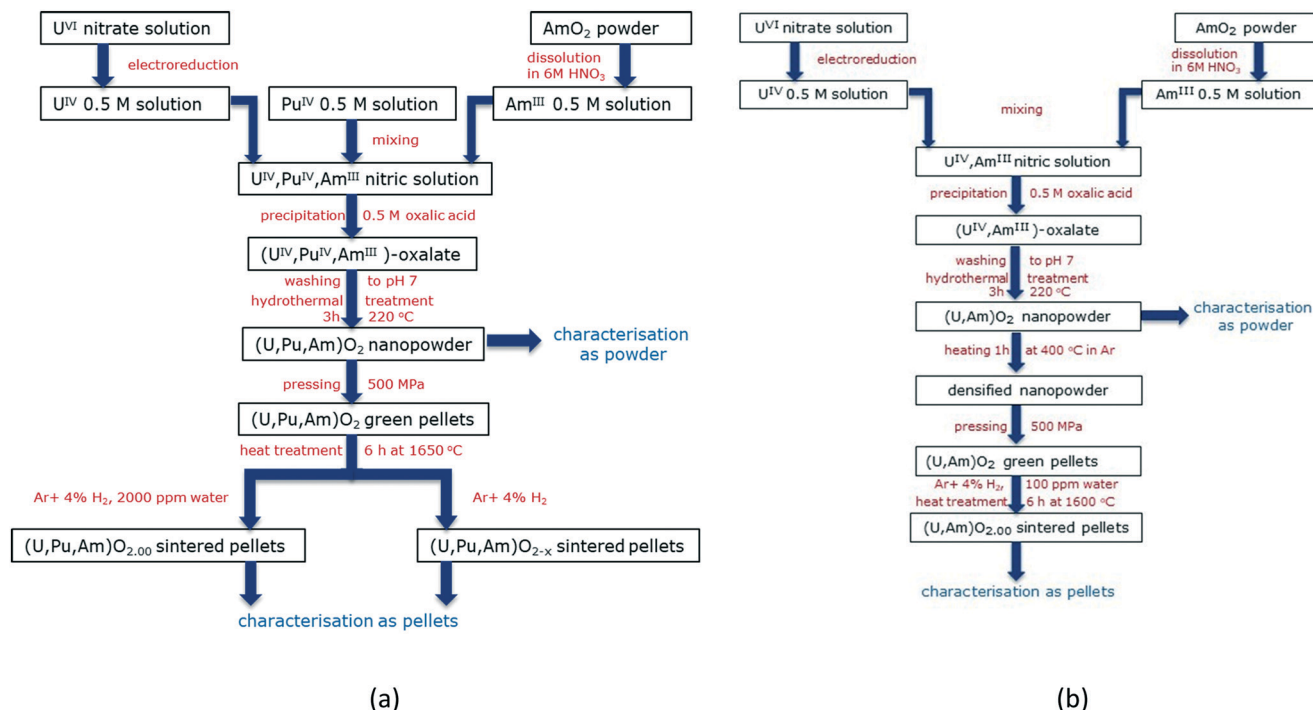 U^VI nitrate solution
AmO₂ powder
electroreduction
dissolution
in 6M HNO₃
U^IV 0.5 M solution
Pu^IV 0.5 M solution
Am^III 0.5 M solution
mixing
U^IV,Pu^IV,Am^III nitric solution
precipitation 0.5 M oxalic acid
(U^IV,Pu^IV,Am^III)-oxalate
washing to pH 7
hydrothermal treatment
3h 220 °C
(U,Pu,Am)O₂ nanopowder
characterisation
as powder
pressing 500 MPa
(U,Pu,Am)O₂ green pellets
heat treatment 6 h at 1650 °C
Ar+ 4% H₂, 2000 ppm water
Ar+ 4% H₂
(U,Pu,Am)O₂.₀₀ sintered pellets
(U,Pu,Am)O₂₋ₓ sintered pellets
characterisation as pellets
(a)
U^VI nitrate solution
AmO₂ powder
electroreduction
dissolution
in 6M HNO₃
U^IV 0.5 M solution
Am^III 0.5 M solution
mixing
U^IV,Am^III nitric solution
precipitation 0.5 M oxalic acid
(U^IV,Am^III)-oxalate
washing to pH 7
hydrothermal treatment
3h 220 °C
(U,Am)O₂ nanopowder
characterisation
as powder
heating 1h at 400 °C in Ar
densified nanopowder
pressing 500 MPa
(U,Am)O₂ green pellets
Ar+ 4% H₂, 100 ppm water
heat treatment 6 h at 1600 °C
(U,Am)O₂.₀₀ sintered pellets
characterisation as pellets
(b)